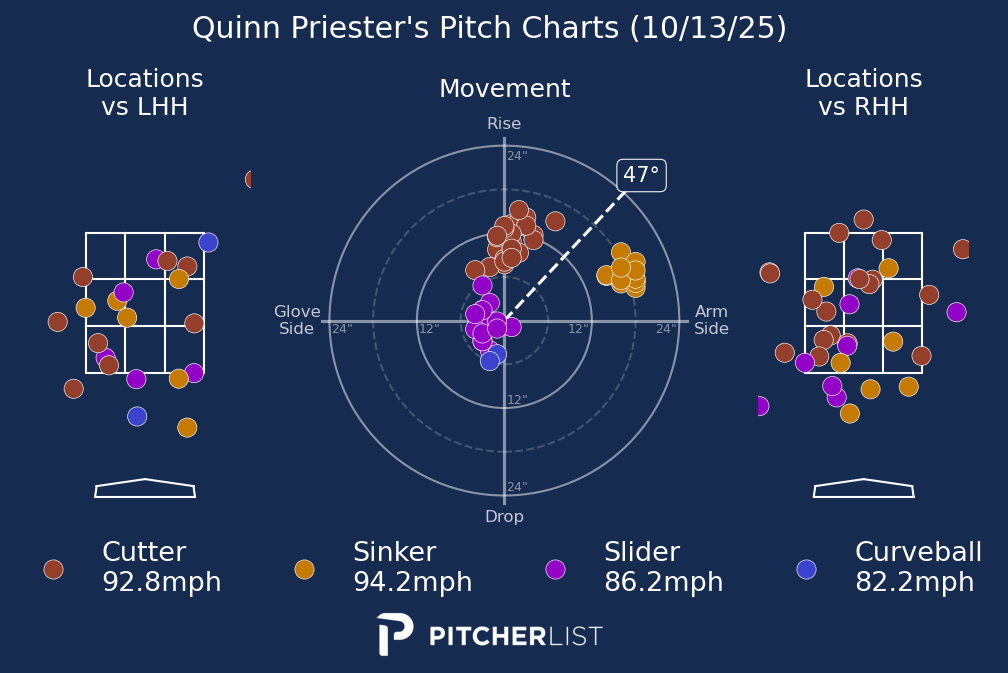 Quinn Priester's Pitch Charts (10/13/25)
Locations
vs LHH
Movement
Locations
vs RHH
Rise
24"
47°
Glove
Side
24"
12"
12"
24"
Arm
Side
12"
24"
Drop
Cutter
92.8mph
Sinker
94.2mph
Slider
86.2mph
Curveball
82.2mph
PITCHERLIST